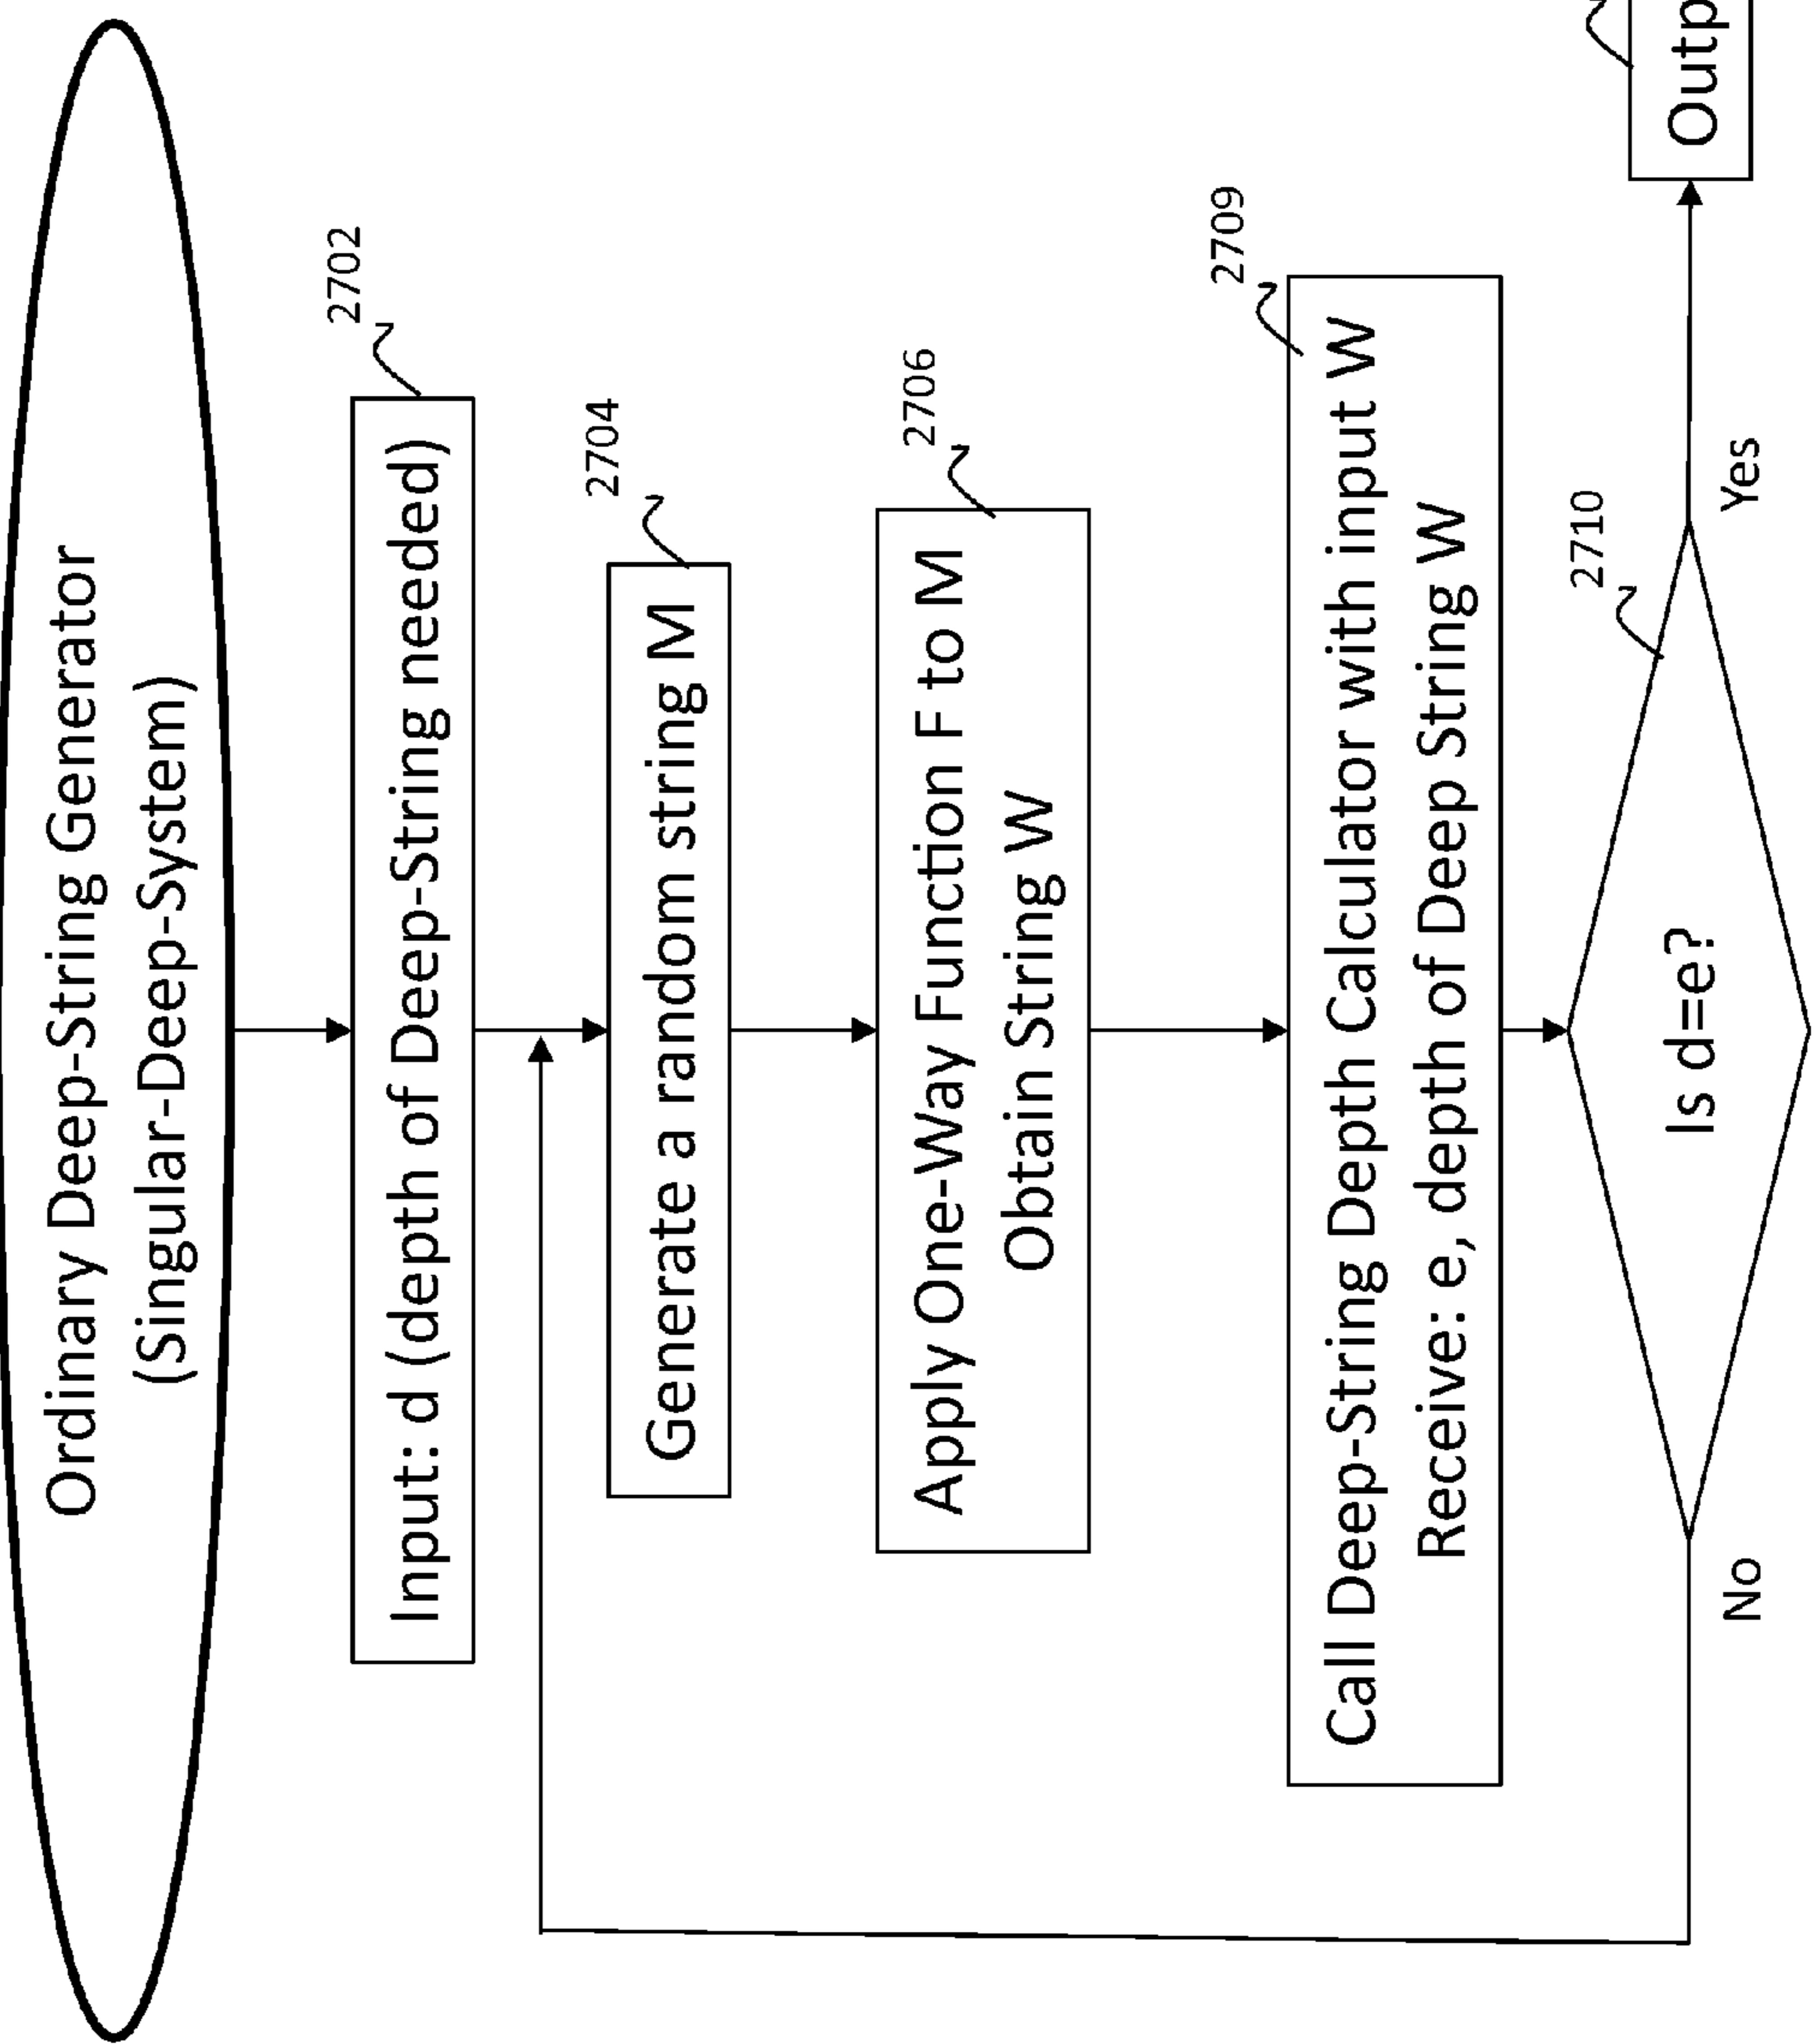 Ordinary Deep-String Generator
(Singular-Deep-System)
2702
Input: d (depth of Deep-String needed)
2704
Generate a random string M
2706
Apply One-Way Function F to M
Obtain String W
2709
Call Deep-String Depth Calculator with input W
Receive: e, depth of Deep String W
2710
Is d=e?
No
Yes